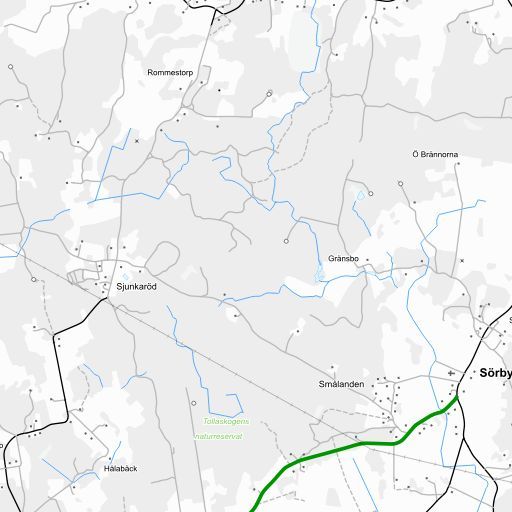 Rommestorp
Ö Brännorna
Gränsbo
Sjunkaröd
Sörby
Smålanden
Tollaskogens
naturreservat
Hålabäck